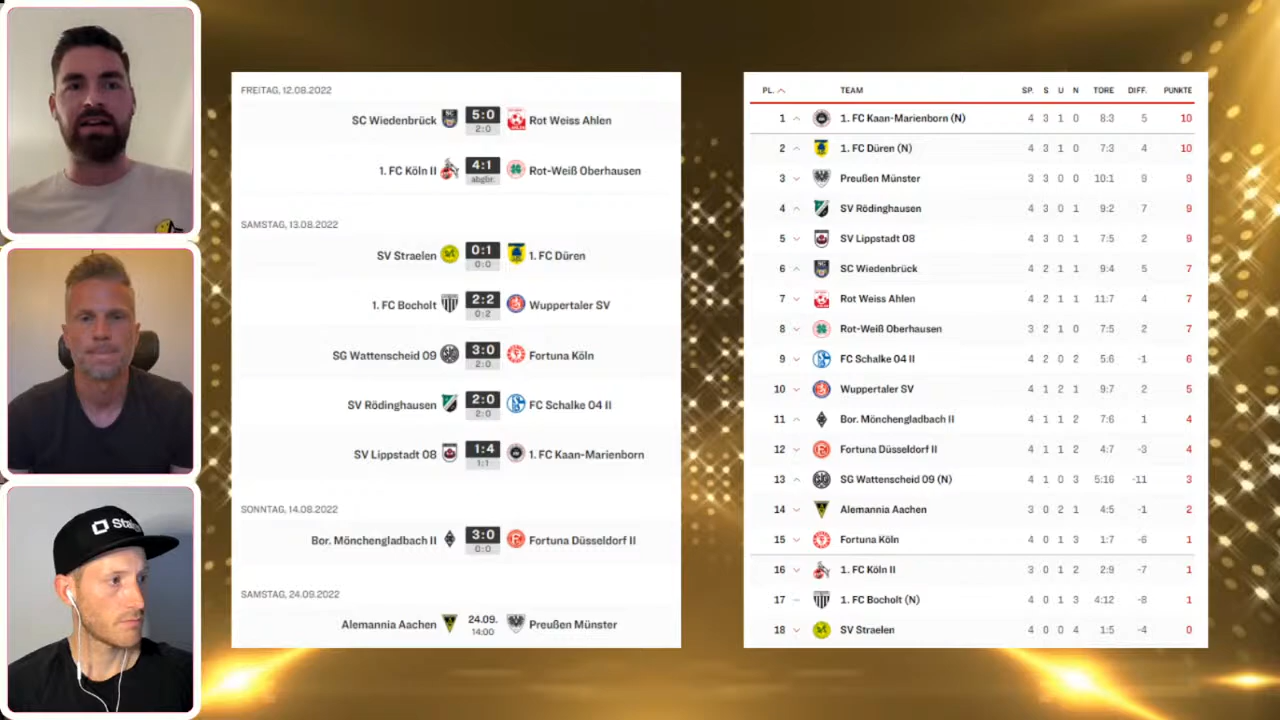 FREITAG, 12.08.2022
SC Wiedenbrück 5:0 Rot Weiss Ahlen
2:0
1. FC Köln II 4:1 Rot-Weiß Oberhausen
abgbr.
SAMSTAG, 13.08.2022
SV Straelen 0:1 1. FC Düren
0:0
1. FC Bocholt 2:2 Wuppertaler SV
0:2
SG Wattenscheid 09 3:0 Fortuna Köln
2:0
SV Rödinghausen 2:0 FC Schalke 04 II
2:0
SV Lippstadt 08 1:4 1. FC Kaan-Marienborn
1:1
SONNTAG, 14.08.2022
Bor. Mönchengladbach II 3:0 Fortuna Düsseldorf II
0:0
SAMSTAG, 24.09.2022
Alemannia Aachen 24.09. Preußen Münster
14:00
PL. TEAM SP. S U N TORE DIFF. PUNKTE
1 1. FC Kaan-Marienborn (N) 4 3 1 0 8:3 5 10
2 1. FC Düren (N) 4 3 1 0 7:3 4 10
3 Preußen Münster 3 3 0 0 10:1 9 9
4 SV Rödinghausen 4 3 0 1 9:2 7 9
5 SV Lippstadt 08 4 3 0 1 7:5 2 9
6 SC Wiedenbrück 4 2 1 1 9:4 5 7
7 Rot Weiss Ahlen 4 2 1 1 11:7 4 7
8 Rot-Weiß Oberhausen 3 2 1 0 7:5 2 7
9 FC Schalke 04 II 4 2 0 2 5:6 -1 6
10 Wuppertaler SV 4 1 2 1 9:7 2 5
11 Bor. Mönchengladbach II 4 1 1 2 7:6 1 4
12 Fortuna Düsseldorf II 4 1 1 2 4:7 -3 4
13 SG Wattenscheid 09 (N) 4 1 0 3 5:16 -11 3
14 Alemannia Aachen 3 0 2 1 4:5 -1 2
15 Fortuna Köln 4 0 1 3 1:7 -6 1
16 1. FC Köln II 3 0 1 2 2:9 -7 1
17 1. FC Bocholt (N) 4 0 1 3 4:12 -8 1
18 SV Straelen 4 0 0 4 1:5 -4 0